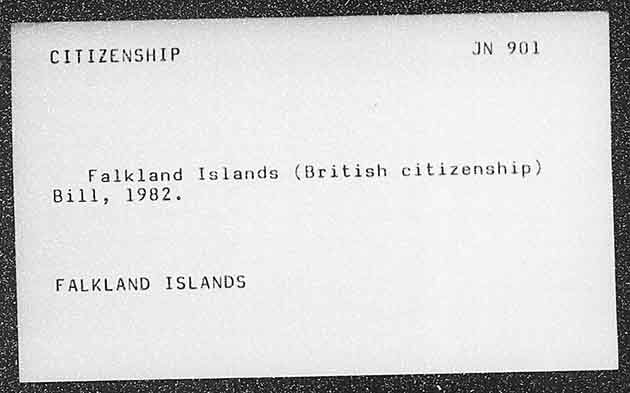 CITIZENSHIP JN 901
Falkland Islands (British citizenship)
Bill, 1982.
FALKLAND ISLANDS